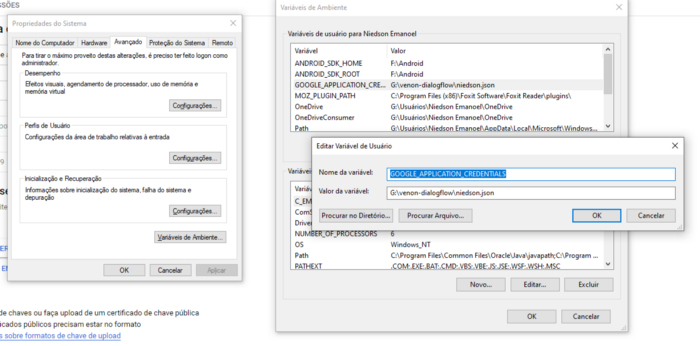 SSÕES
Propriedades do Sistema
Nome do Computador Hardware Avançado Proteção do Sistema Remoto
Para tirar o máximo proveito destas alterações, é preciso ter feito logon como
administrador.
Desempenho
Efeitos visuais, agendamento de processador, uso de memória e
memória virtual
Configurações...
Perfis de Usuário
Configurações da área de trabalho relativas à entrada
Configurações...
Inicialização e Recuperação
Informações sobre inicialização do sistema, falha do sistema e
depuração
Configurações...
Variáveis de Ambiente...
OK Cancelar Aplicar
de chaves ou faça upload de um certificado de chave pública
icados públicos precisam estar no formato
s sobre formatos de chave de upload
Variáveis de Ambiente
Variáveis de usuário para Niedson Emanoel
Variável Valor
ANDROID_SDK_HOME F:\Android
ANDROID_SDK_ROOT F:\Android
GOOGLE_APPLICATION_CRE... G:\venon-dialogflow\niedson.json
MOZ_PLUGIN_PATH C:\Program Files (x86)\Foxit Software\Foxit Reader\plugins\
OneDrive G:\Usuários\Niedson Emanoel\OneDrive
OneDriveConsumer G:\Usuários\Niedson Emanoel\OneDrive
Path G:\Usuários\Niedson Emanoel\AppData\Local\Microsoft\Windows...
Editar Variável de Usuário
Nome da variável: GOOGLE_APPLICATION_CREDENTIALS
Valor da variável: G:\venon-dialogflow\niedson.json
Procurar no Diretório... Procurar Arquivo... OK Cancelar
NUMBER_OF_PROCESSORS 6
OS Windows_NT
Path C:\Program Files\Common Files\Oracle\Java\javapath;C:\Program ...
PATHEXT .COM;.EXE;.BAT;.CMD;.VBS;.VBE;.JS;.JSE;.WSF;.WSH;.MSC
Novo... Editar... Excluir
OK Cancelar